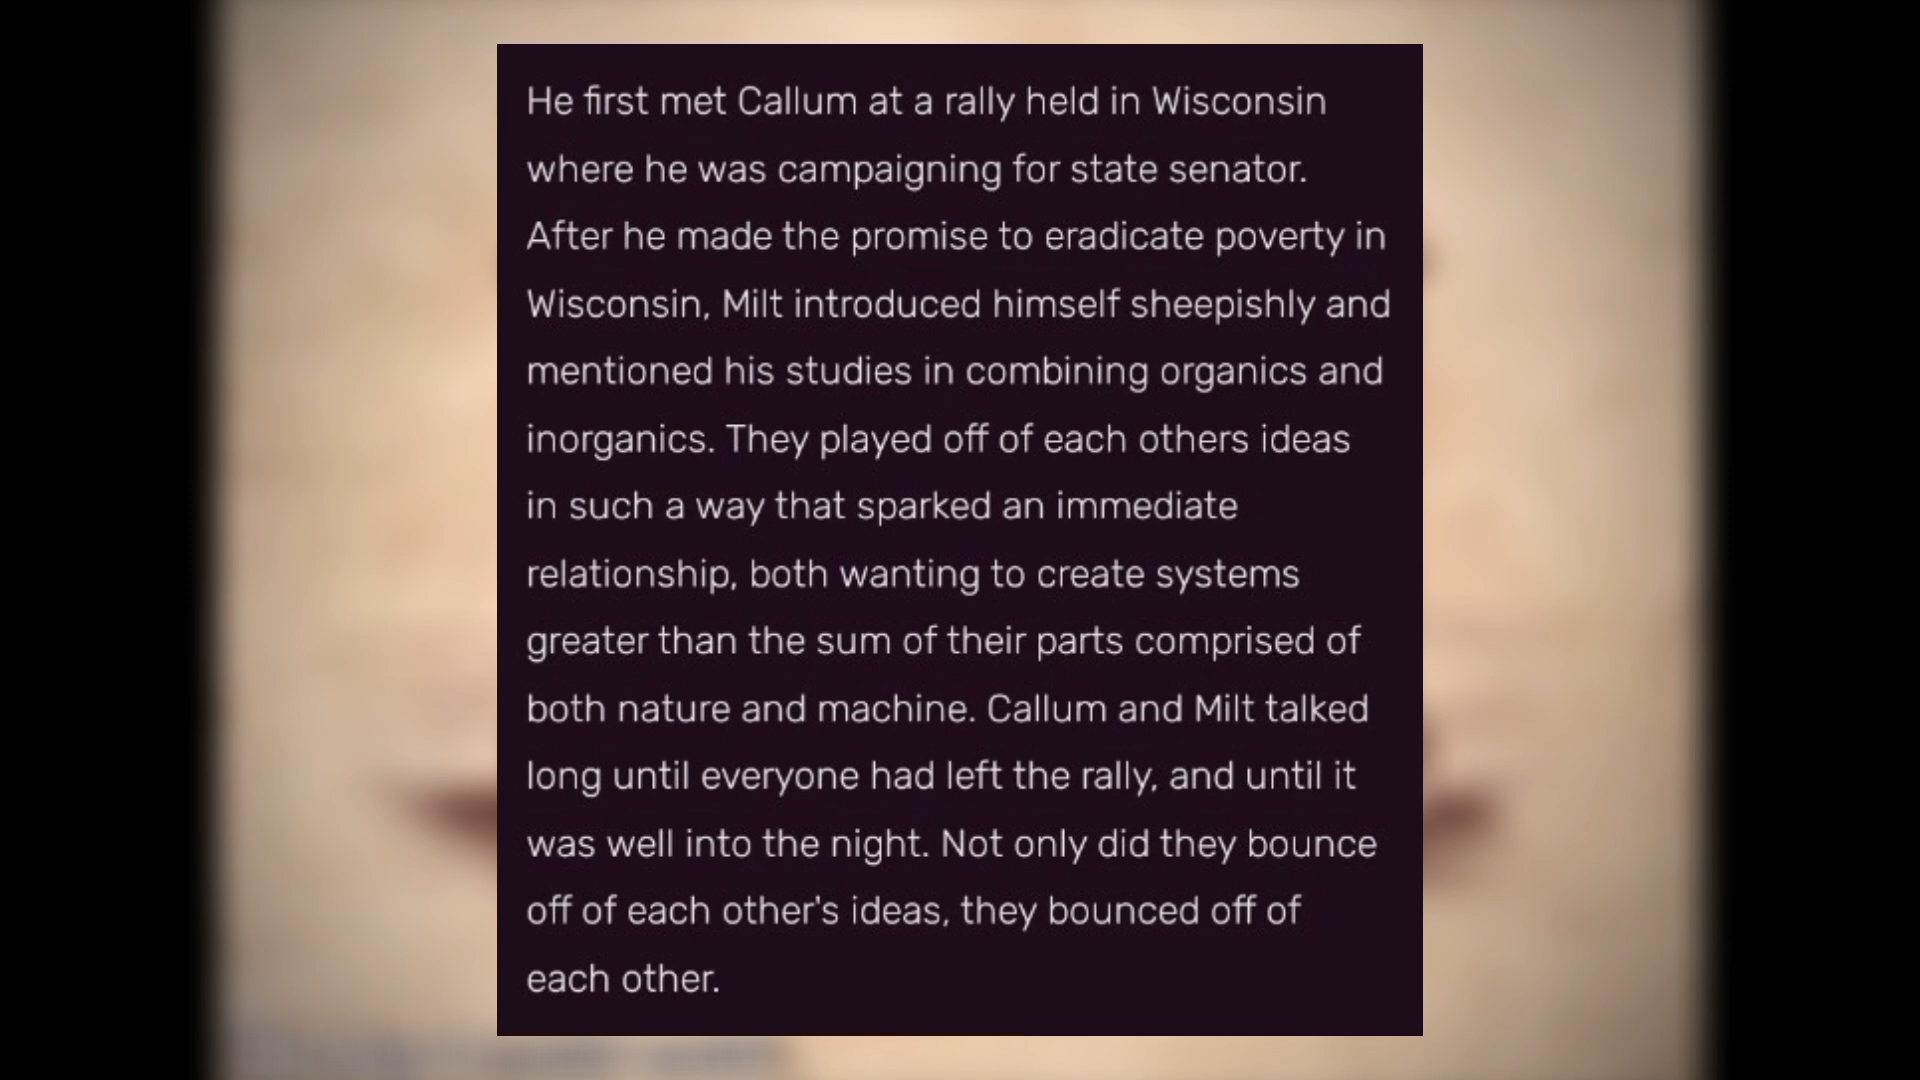 He first met Callum at a rally held in Wisconsin
where he was campaigning for state senator.
After he made the promise to eradicate poverty in
Wisconsin, Milt introduced himself sheepishly and
mentioned his studies in combining organics and
inorganics. They played off of each others ideas
in such a way that sparked an immediate
relationship, both wanting to create systems
greater than the sum of their parts comprised of
both nature and machine. Callum and Milt talked
long until everyone had left the rally, and until it
was well into the night. Not only did they bounce
off of each other's ideas, they bounced off of
each other.